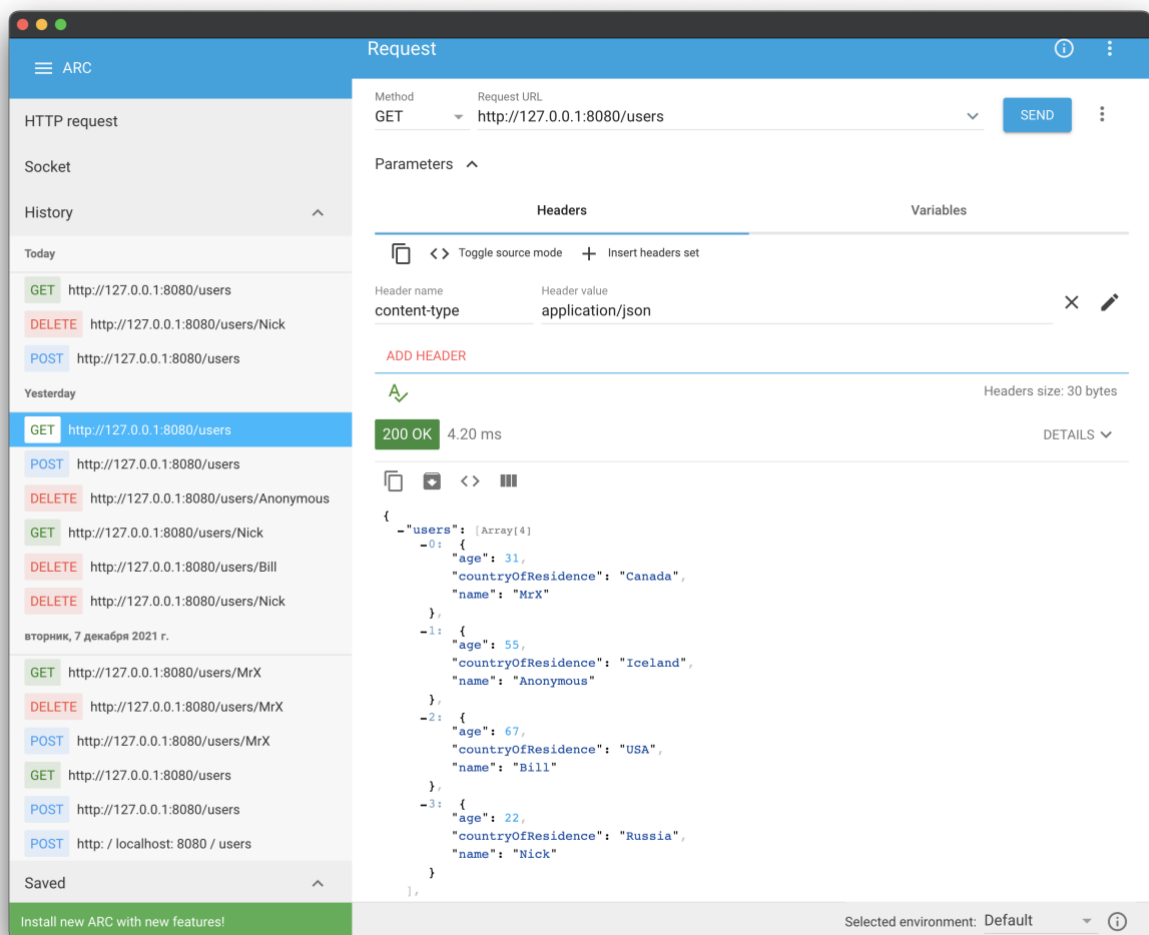 ARC
HTTP request
Socket
History
Today
GET http://127.0.0.1:8080/users
DELETE http://127.0.0.1:8080/users/Nick
POST http://127.0.0.1:8080/users
Yesterday
GET http://127.0.0.1:8080/users
POST http://127.0.0.1:8080/users
DELETE http://127.0.0.1:8080/users/Anonymous
GET http://127.0.0.1:8080/users/Nick
DELETE http://127.0.0.1:8080/users/Bill
DELETE http://127.0.0.1:8080/users/Nick
вторник, 7 декабря 2021 г.
GET http://127.0.0.1:8080/users/MrX
DELETE http://127.0.0.1:8080/users/MrX
POST http://127.0.0.1:8080/users/MrX
GET http://127.0.0.1:8080/users
POST http://127.0.0.1:8080/users
POST http: / localhost: 8080 / users
Saved
Install new ARC with new features!
Request
Method Request URL
GET http://127.0.0.1:8080/users SEND
Parameters
Headers Variables
<> Toggle source mode + Insert headers set
Header name Header value
content-type application/json
ADD HEADER
Headers size: 30 bytes
200 OK 4.20 ms DETAILS
{
-"users": [Array[4]
-0: {
"age": 31,
"countryOfResidence": "Canada",
"name": "MrX"
},
-1: {
"age": 55,
"countryOfResidence": "Iceland",
"name": "Anonymous"
},
-2: {
"age": 67,
"countryOfResidence": "USA",
"name": "Bill"
},
-3: {
"age": 22,
"countryOfResidence": "Russia",
"name": "Nick"
}
],
Selected environment: Default